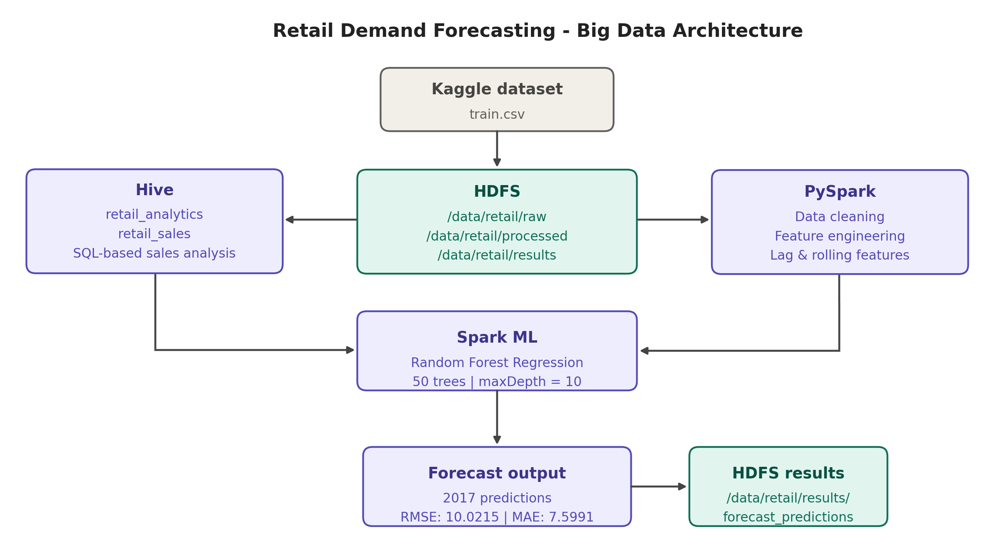 Retail Demand Forecasting - Big Data Architecture
Kaggle dataset
train.csv
Hive
retail_analytics
retail_sales
SQL-based sales analysis
HDFS
/data/retail/raw
/data/retail/processed
/data/retail/results
PySpark
Data cleaning
Feature engineering
Lag & rolling features
Spark ML
Random Forest Regression
50 trees | maxDepth = 10
Forecast output
2017 predictions
RMSE: 10.0215 | MAE: 7.5991
HDFS results
/data/retail/results/
forecast_predictions